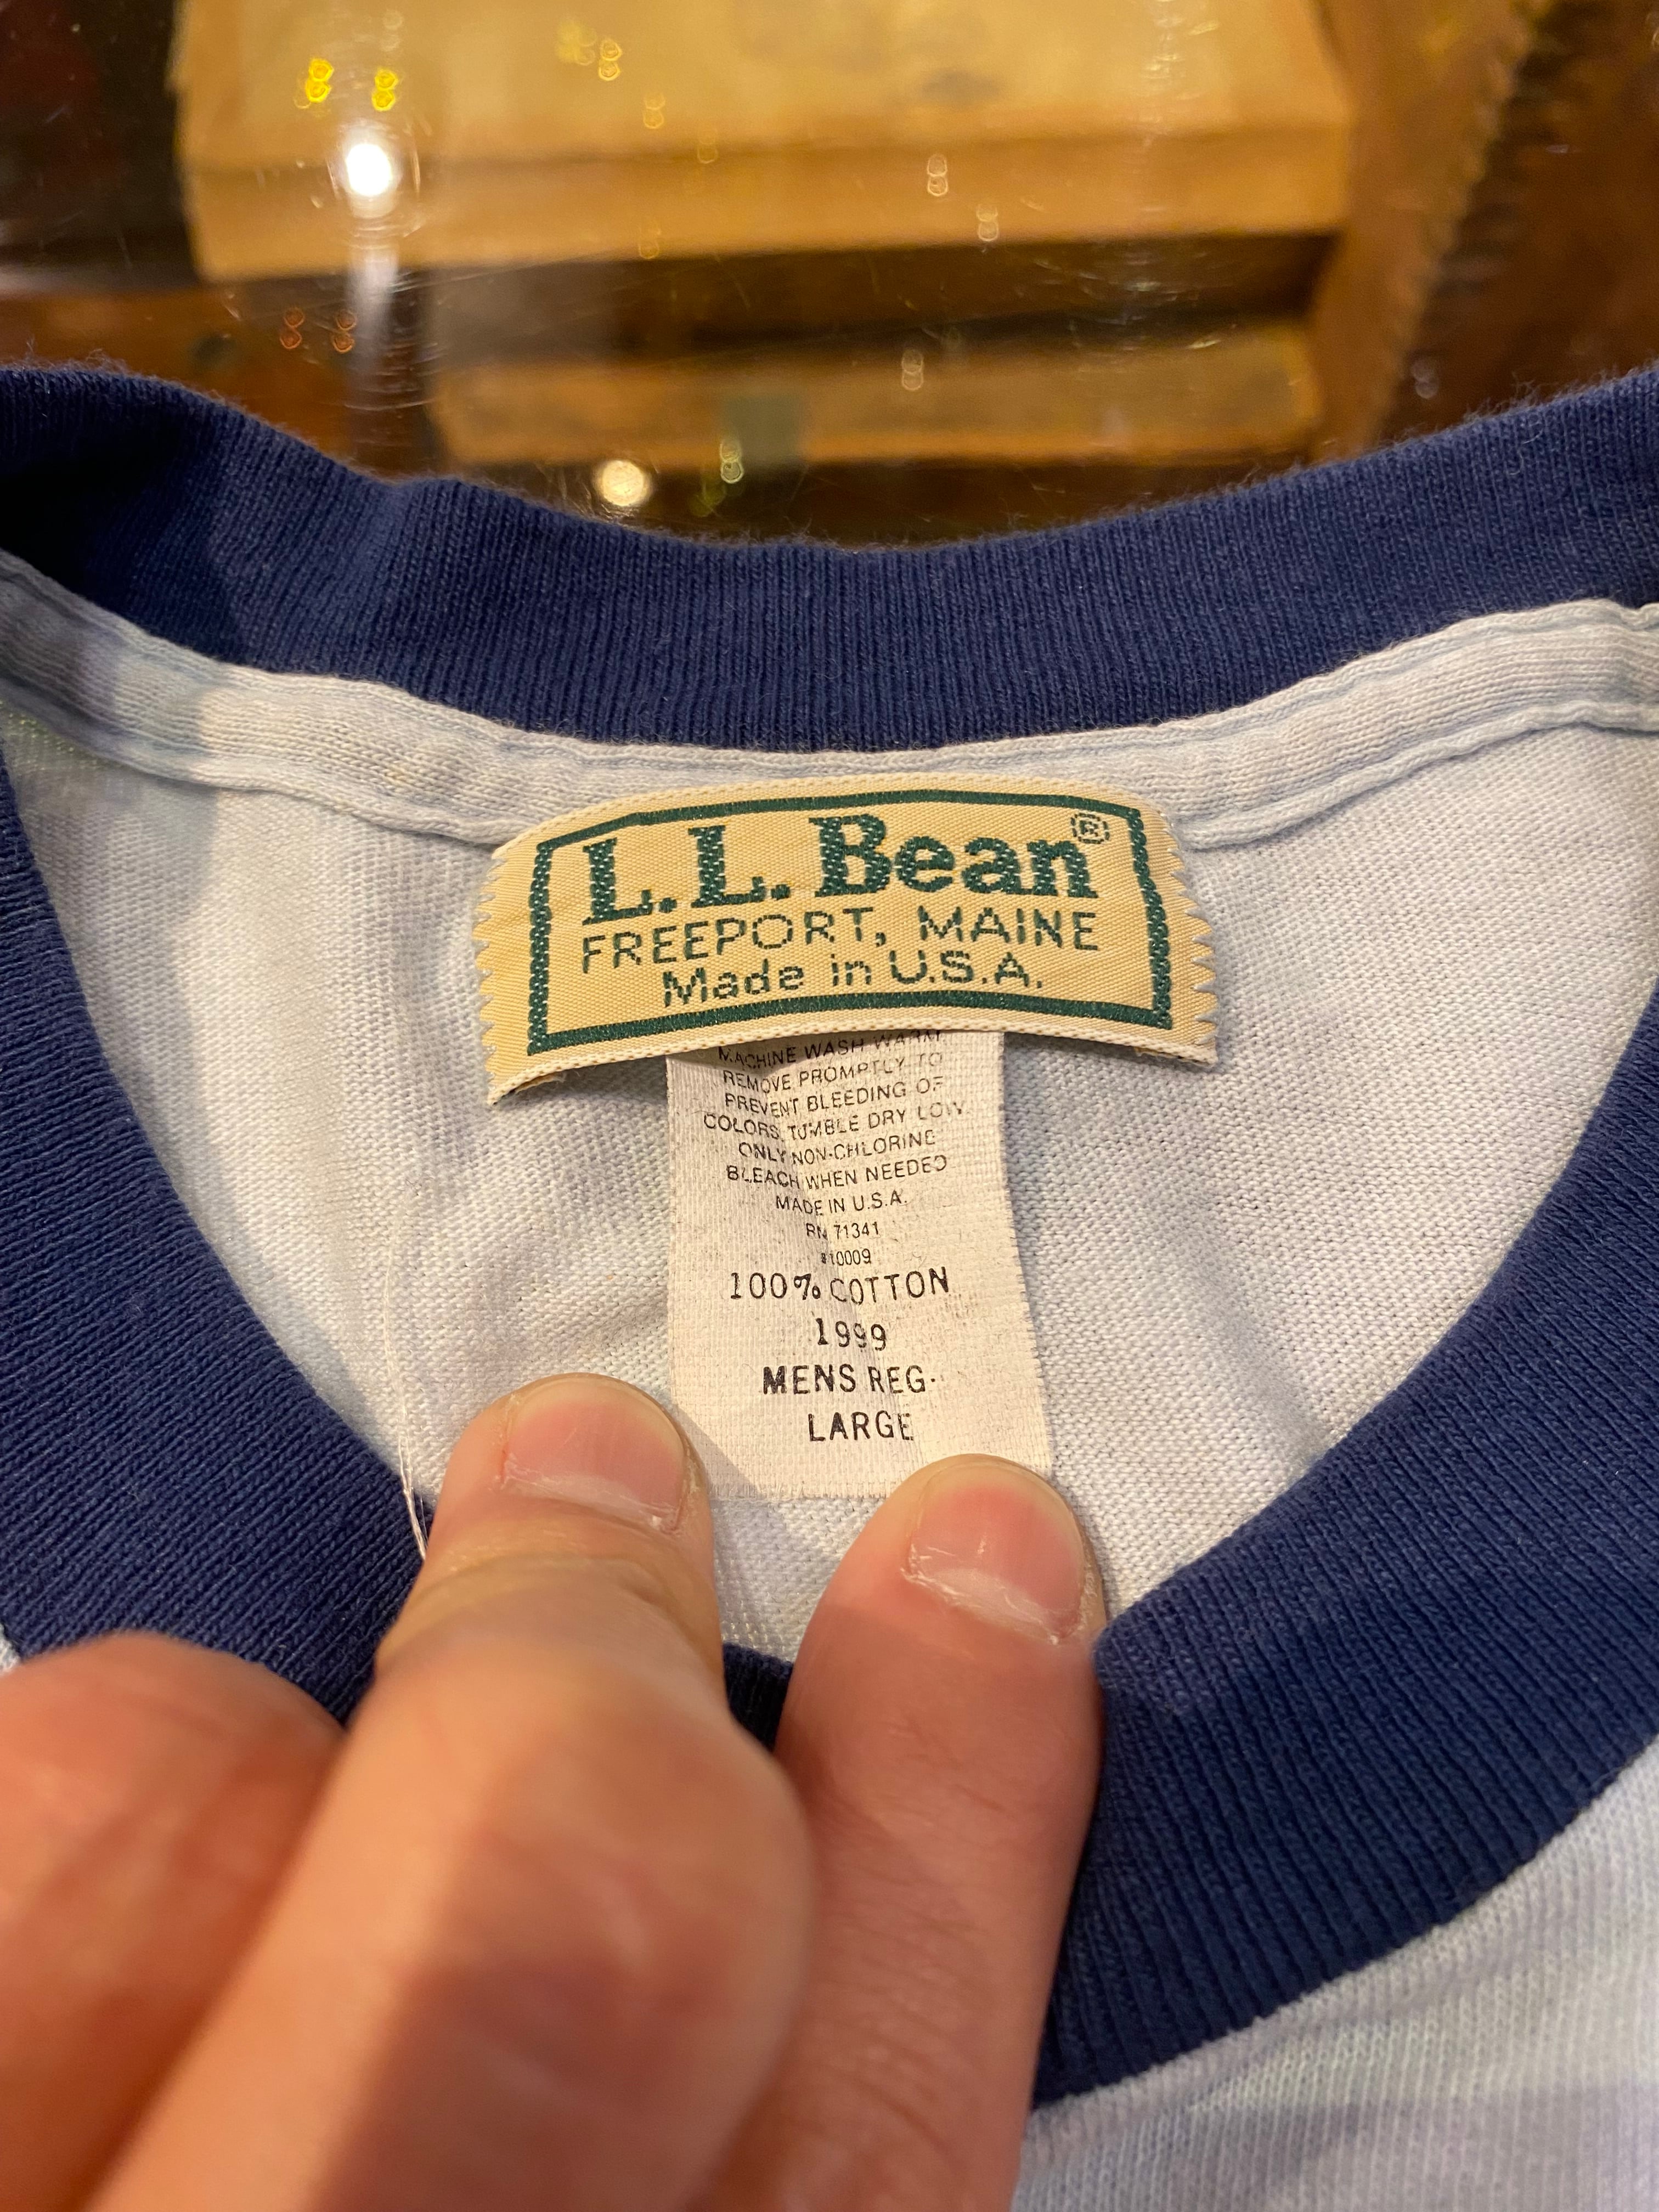 L.L.Bean®
FREEPORT, MAINE
Made in U.S.A.
MACHINE WASH WARM
REMOVE PROMPTLY TO
PREVENT BLEEDING OF
COLORS, TUMBLE DRY LOW.
ONLY NON-CHLORINE
BLEACH WHEN NEEDED
MADE IN U.S.A.
RN 71341
10009
100% COTTON
1999
MENS REG.
LARGE